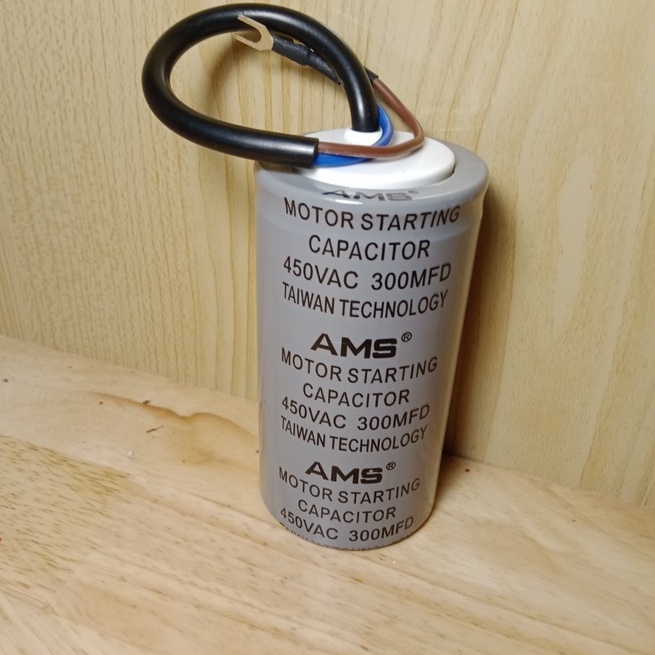 AMS®
MOTOR STARTING
CAPACITOR
450VAC 300MFD
TAIWAN TECHNOLOGY
AMS®
MOTOR STARTING
CAPACITOR
450VAC 300MFD
TAIWAN TECHNOLOGY
AMS®
MOTOR STARTING
CAPACITOR
450VAC 300MFD